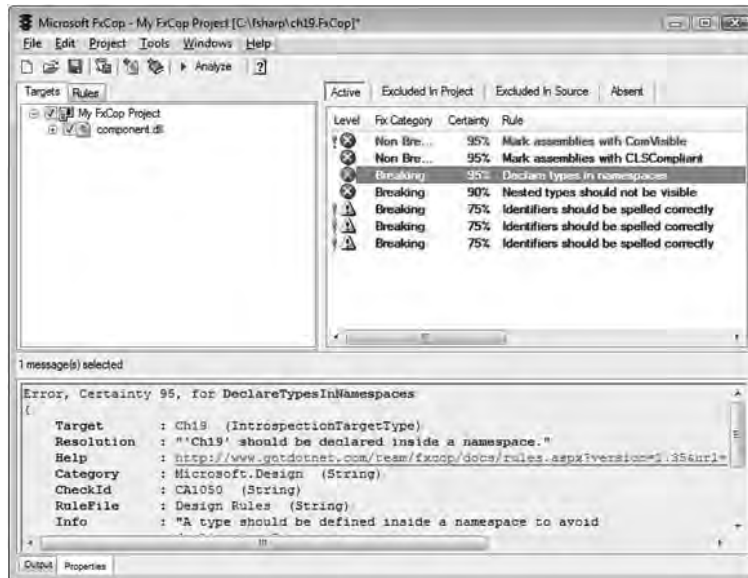 Microsoft FxCop - My FxCop Project [C:\fsharp\ch19.FxCop]*
File Edit Project Tools Windows Help
Analyze
Targets Rules
My FxCop Project
component.dll
Active Excluded In Project Excluded In Source Absent
Level Fix Category Certainty Rule
Non Bre... 95% Mark assemblies with ComVisible
Non Bre... 95% Mark assemblies with CLSCompliant
Breaking 95% Declare types in namespaces
Breaking 90% Nested types should not be visible
Breaking 75% Identifiers should be spelled correctly
Breaking 75% Identifiers should be spelled correctly
Breaking 75% Identifiers should be spelled correctly
1 message(s) selected
Error, Certainty 95, for DeclareTypesInNamespaces
{
Target : Ch19 (IntrospectionTargetType)
Resolution : "'Ch19' should be declared inside a namespace."
Help : http://www.gotdotnet.com/team/fxcop/docs/rules.aspx?version=1.35&url=
Category : Microsoft.Design (String)
CheckId : CA1050 (String)
RuleFile : Design Rules (String)
Info : "A type should be defined inside a namespace to avoid
Output Properties